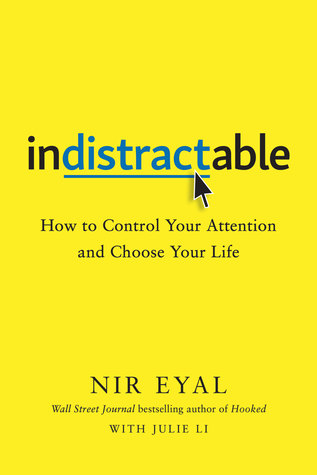 indistractable
How to Control Your Attention
and Choose Your Life
NIR EYAL
Wall Street Journal bestselling author of Hooked
WITH JULIE LI